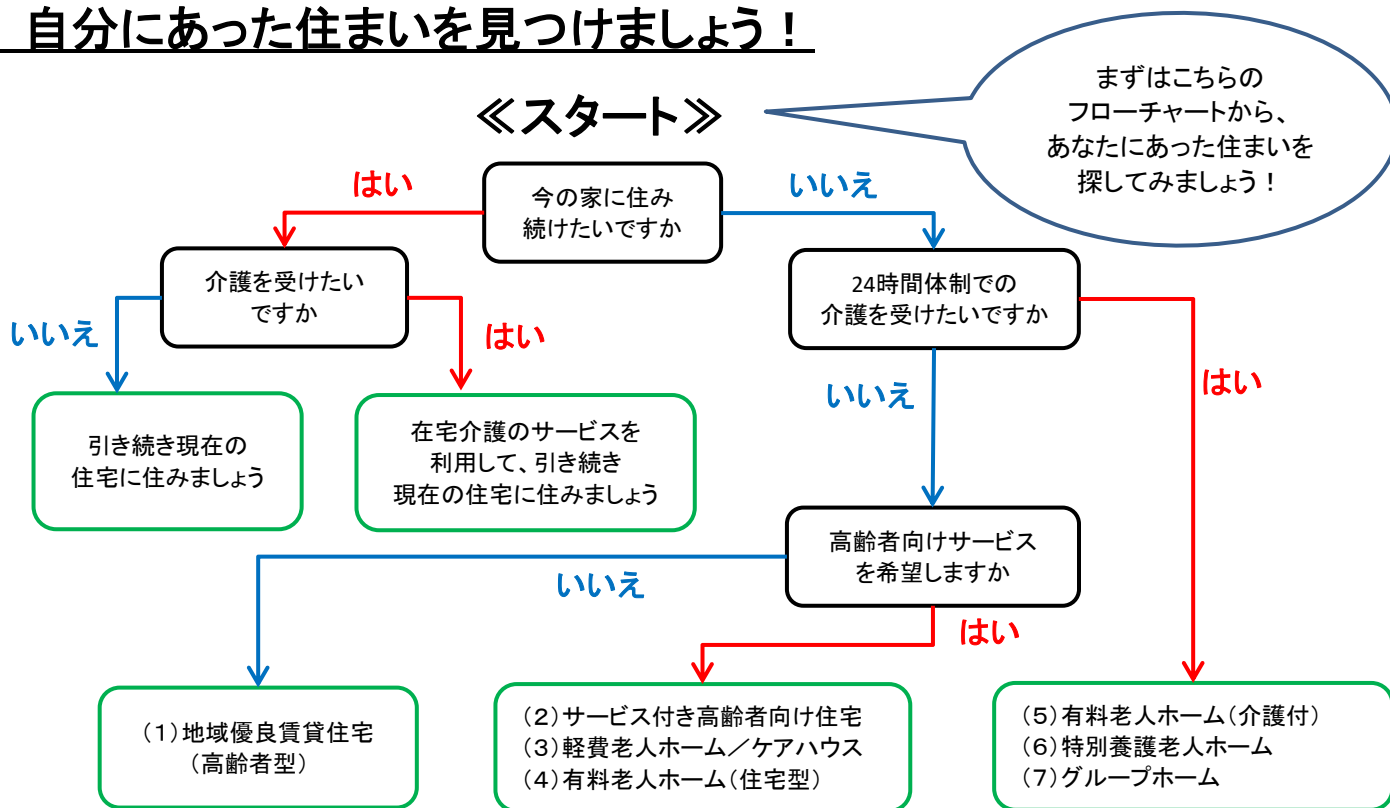 自分にあった住まいを見つけましょう！
まずはこちらの
フローチャートから、
あなたにあった住まいを
探してみましょう！
≪スタート≫
はい
今の家に住み
続けたいですか
いいえ
介護を受けたい
ですか
24時間体制での
介護を受けたいですか
いいえ
はい
いいえ
はい
引き続き現在の
住宅に住みましょう
在宅介護のサービスを
利用して、引き続き
現在の住宅に住みましょう
高齢者向けサービス
を希望しますか
いいえ
はい
（1）地域優良賃貸住宅
（高齢者型）
（2）サービス付き高齢者向け住宅
（3）軽費老人ホーム／ケアハウス
（4）有料老人ホーム（住宅型）
（5）有料老人ホーム（介護付）
（6）特別養護老人ホーム
（7）グループホーム